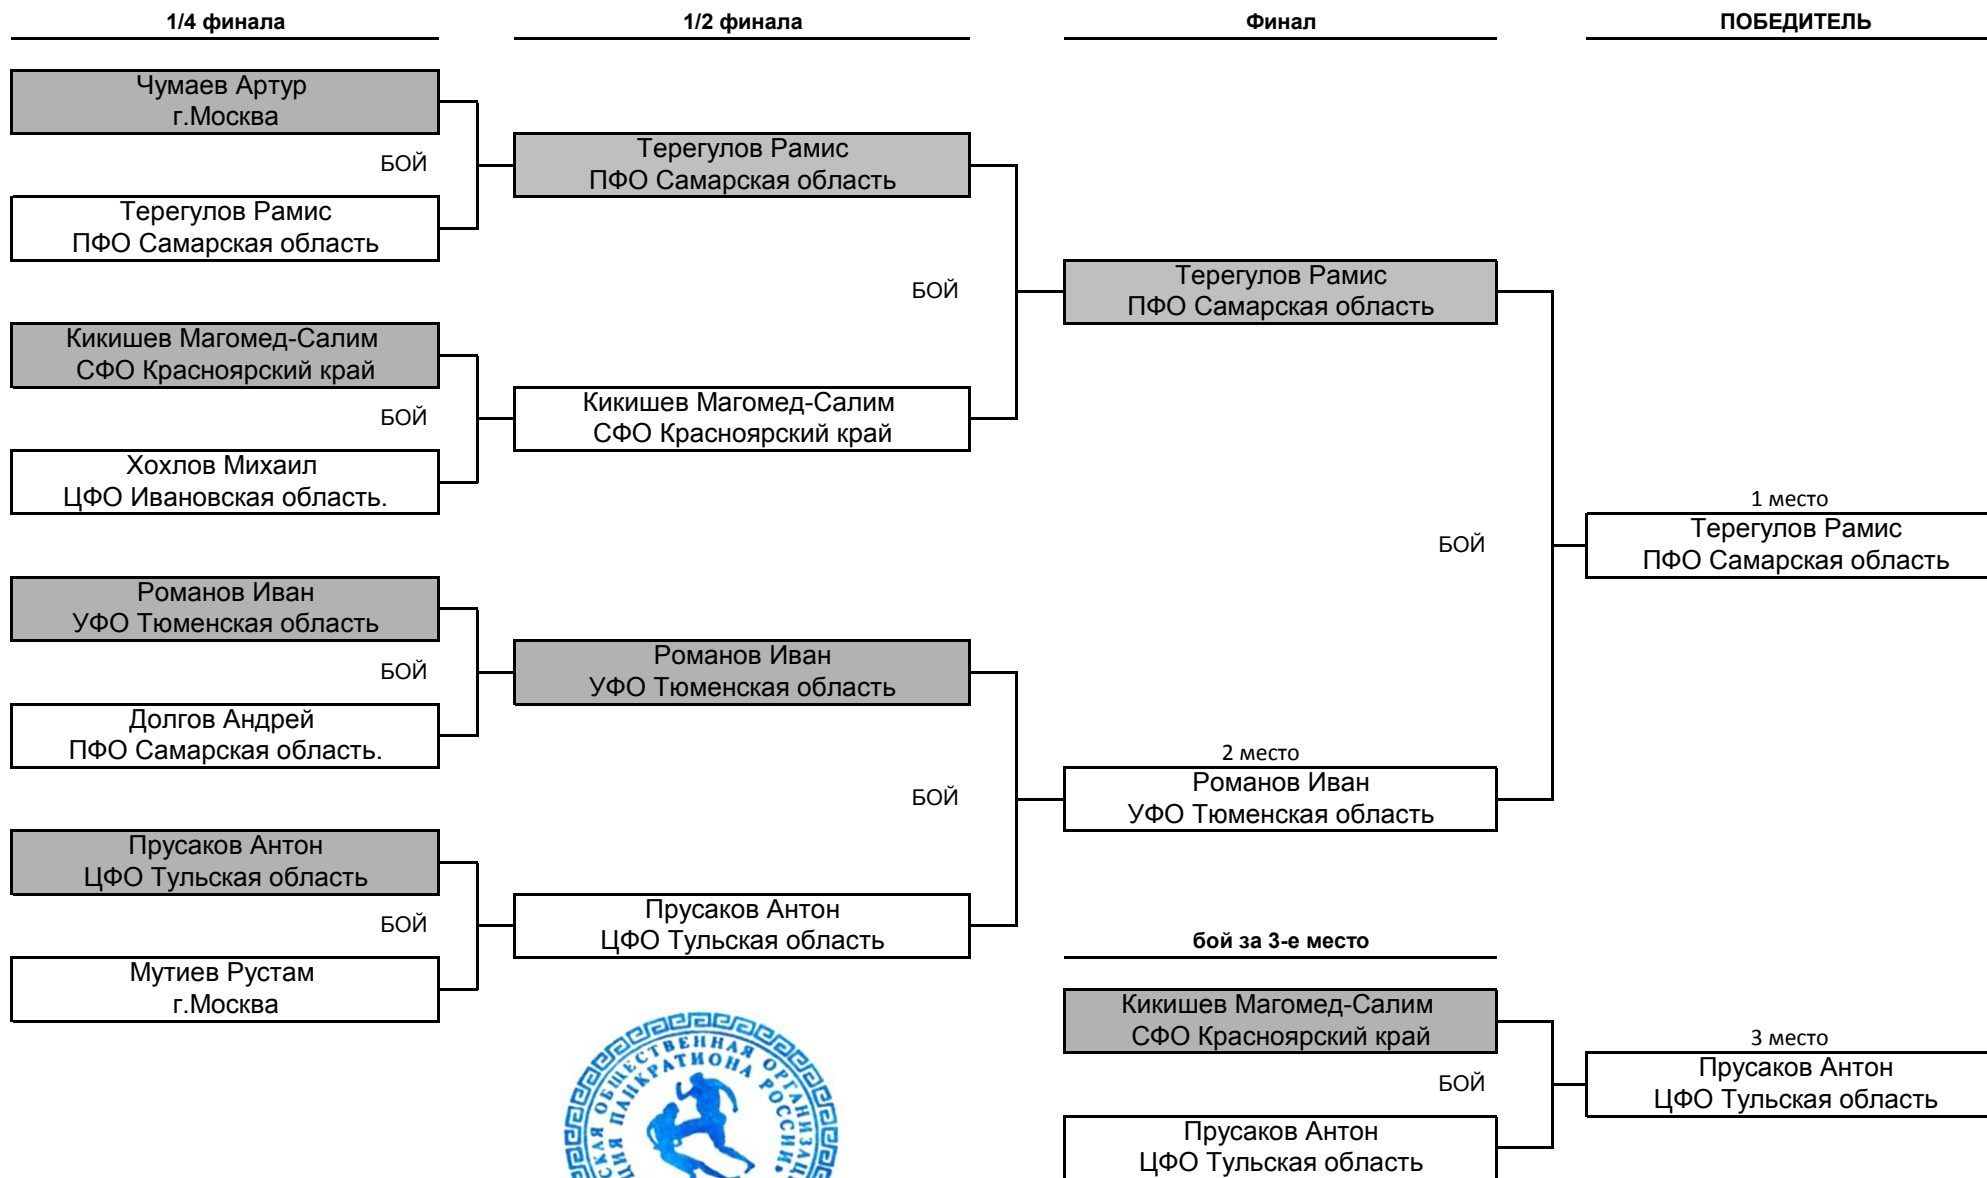 1/4 финала
1/2 финала
Финал
ПОБЕДИТЕЛЬ
Чумаев Артур
г.Москва
БОЙ
Терегулов Рамис
ПФО Самарская область
Кикишев Магомед-Салим
СФО Красноярский край
БОЙ
Хохлов Михаил
ЦФО Ивановская область.
Романов Иван
УФО Тюменская область
БОЙ
Долгов Андрей
ПФО Самарская область.
Прусаков Антон
ЦФО Тульская область
БОЙ
Мутиев Рустам
г.Москва
Терегулов Рамис
ПФО Самарская область
БОЙ
Кикишев Магомед-Салим
СФО Красноярский край
Романов Иван
УФО Тюменская область
БОЙ
Прусаков Антон
ЦФО Тульская область
Терегулов Рамис
ПФО Самарская область
БОЙ
2 место
Романов Иван
УФО Тюменская область
1 место
Терегулов Рамис
ПФО Самарская область
бой за 3-е место
Кикишев Магомед-Салим
СФО Красноярский край
БОЙ
Прусаков Антон
ЦФО Тульская область
3 место
Прусаков Антон
ЦФО Тульская область
ОБЩЕСТВЕННАЯ
ПАНКРАТИОНА РОССИИ